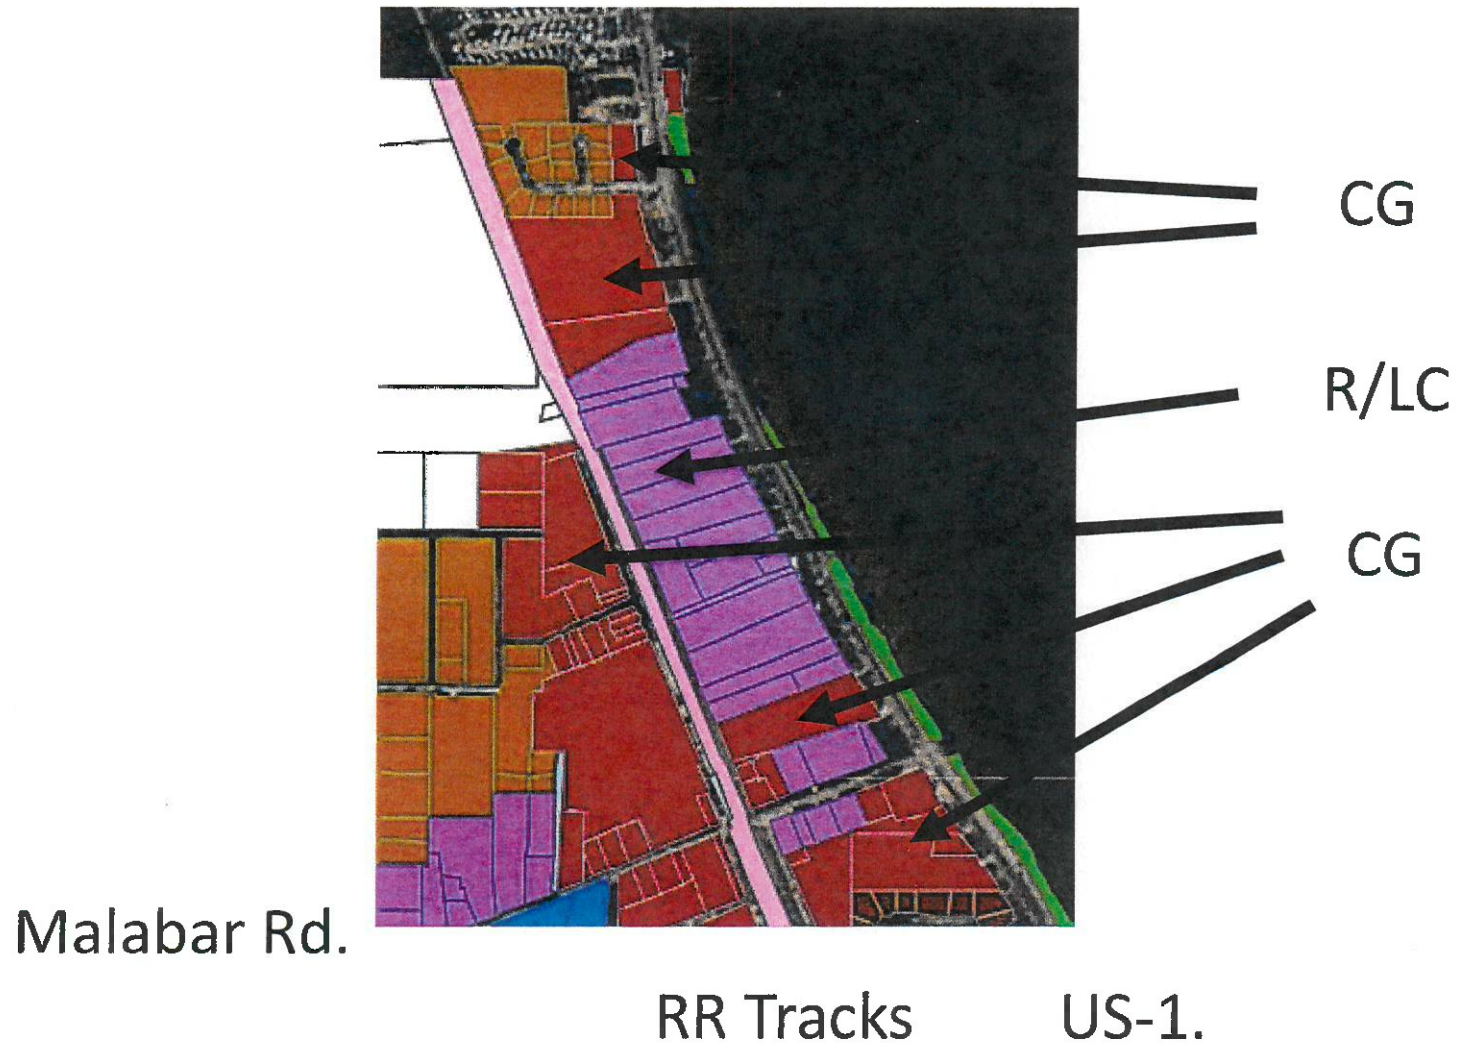 CG
R/LC
CG
Malabar Rd.
RR Tracks
US-1.